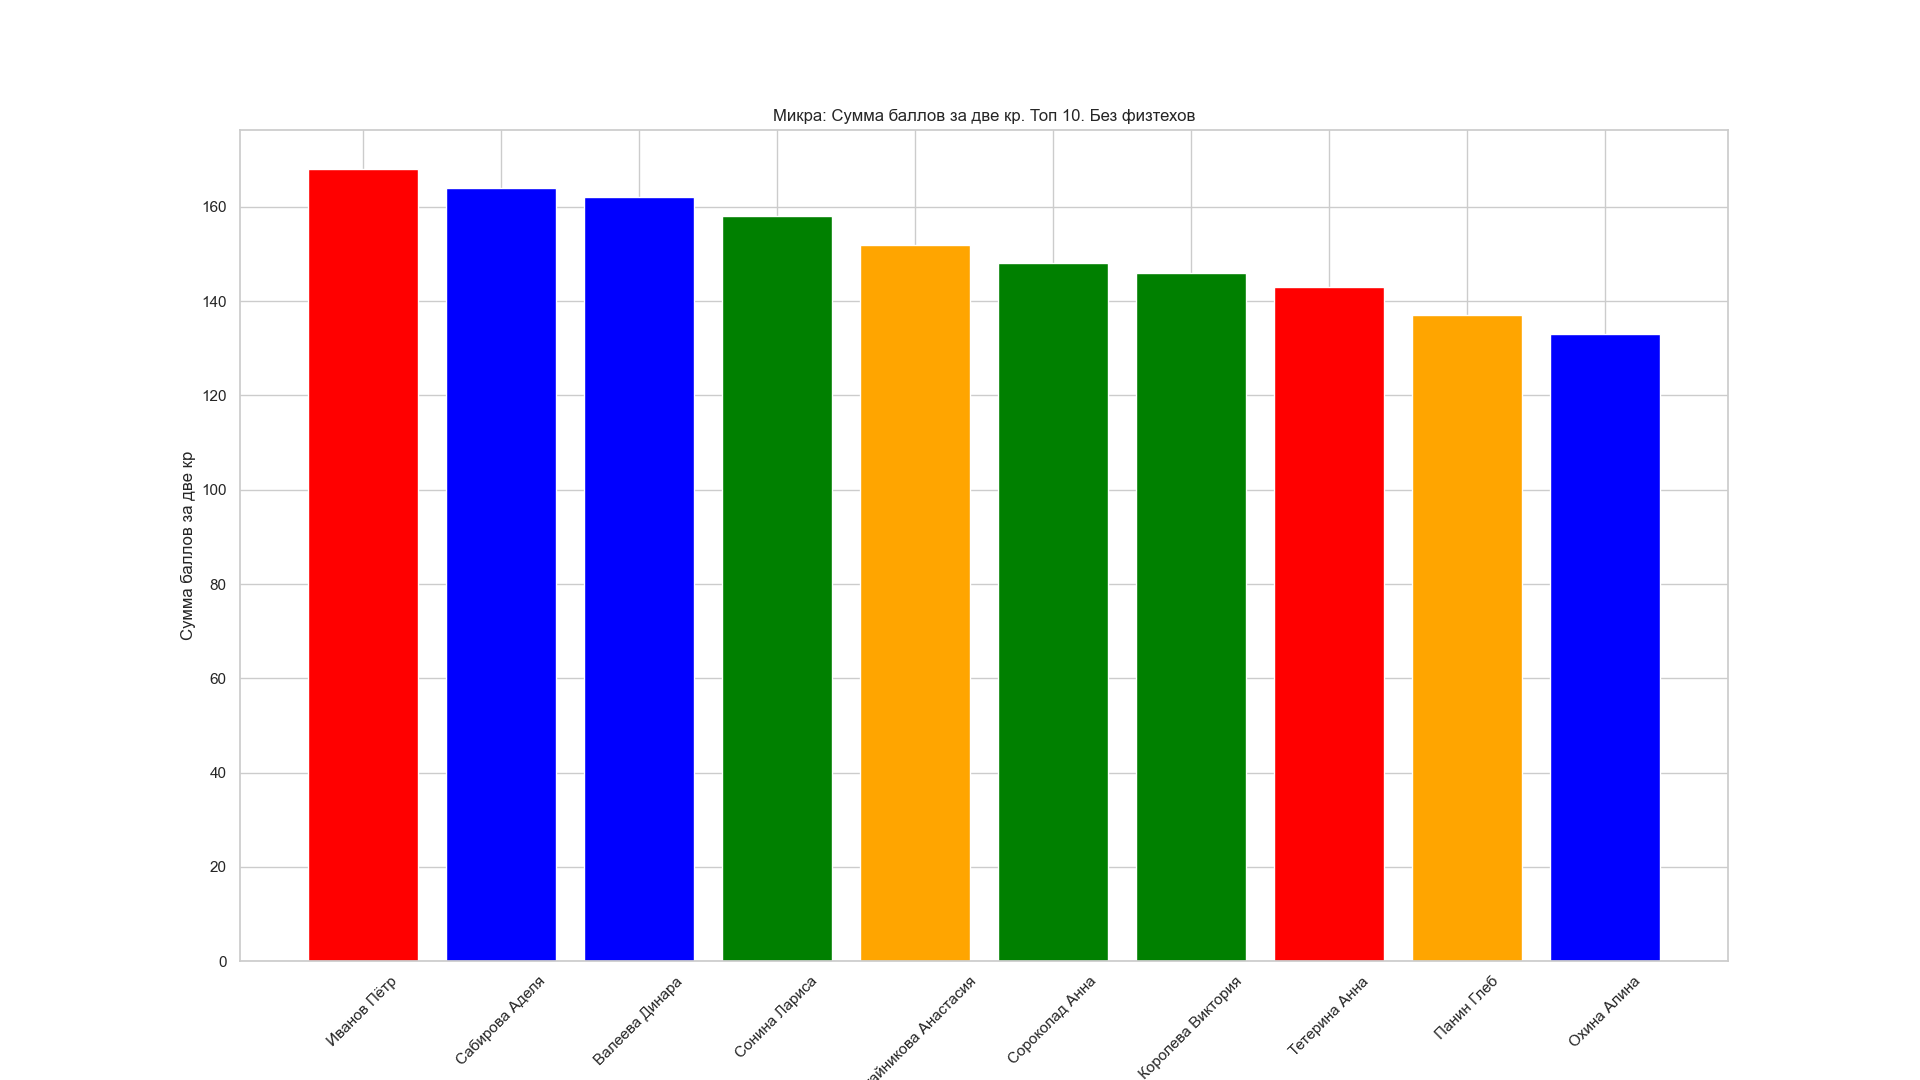 Микра: Сумма баллов за две кр. Топ 10. Без физтехов
Сумма баллов за две кр
160
140
120
100
80
60
40
20
0
Иванов Пётр
Сабирова Аделя
Валеева Динара
Сонина Лариса
Анастасия
Сороколад Анна
Королева Виктория
Тетерина Анна
Панин Глеб
Охина Алина